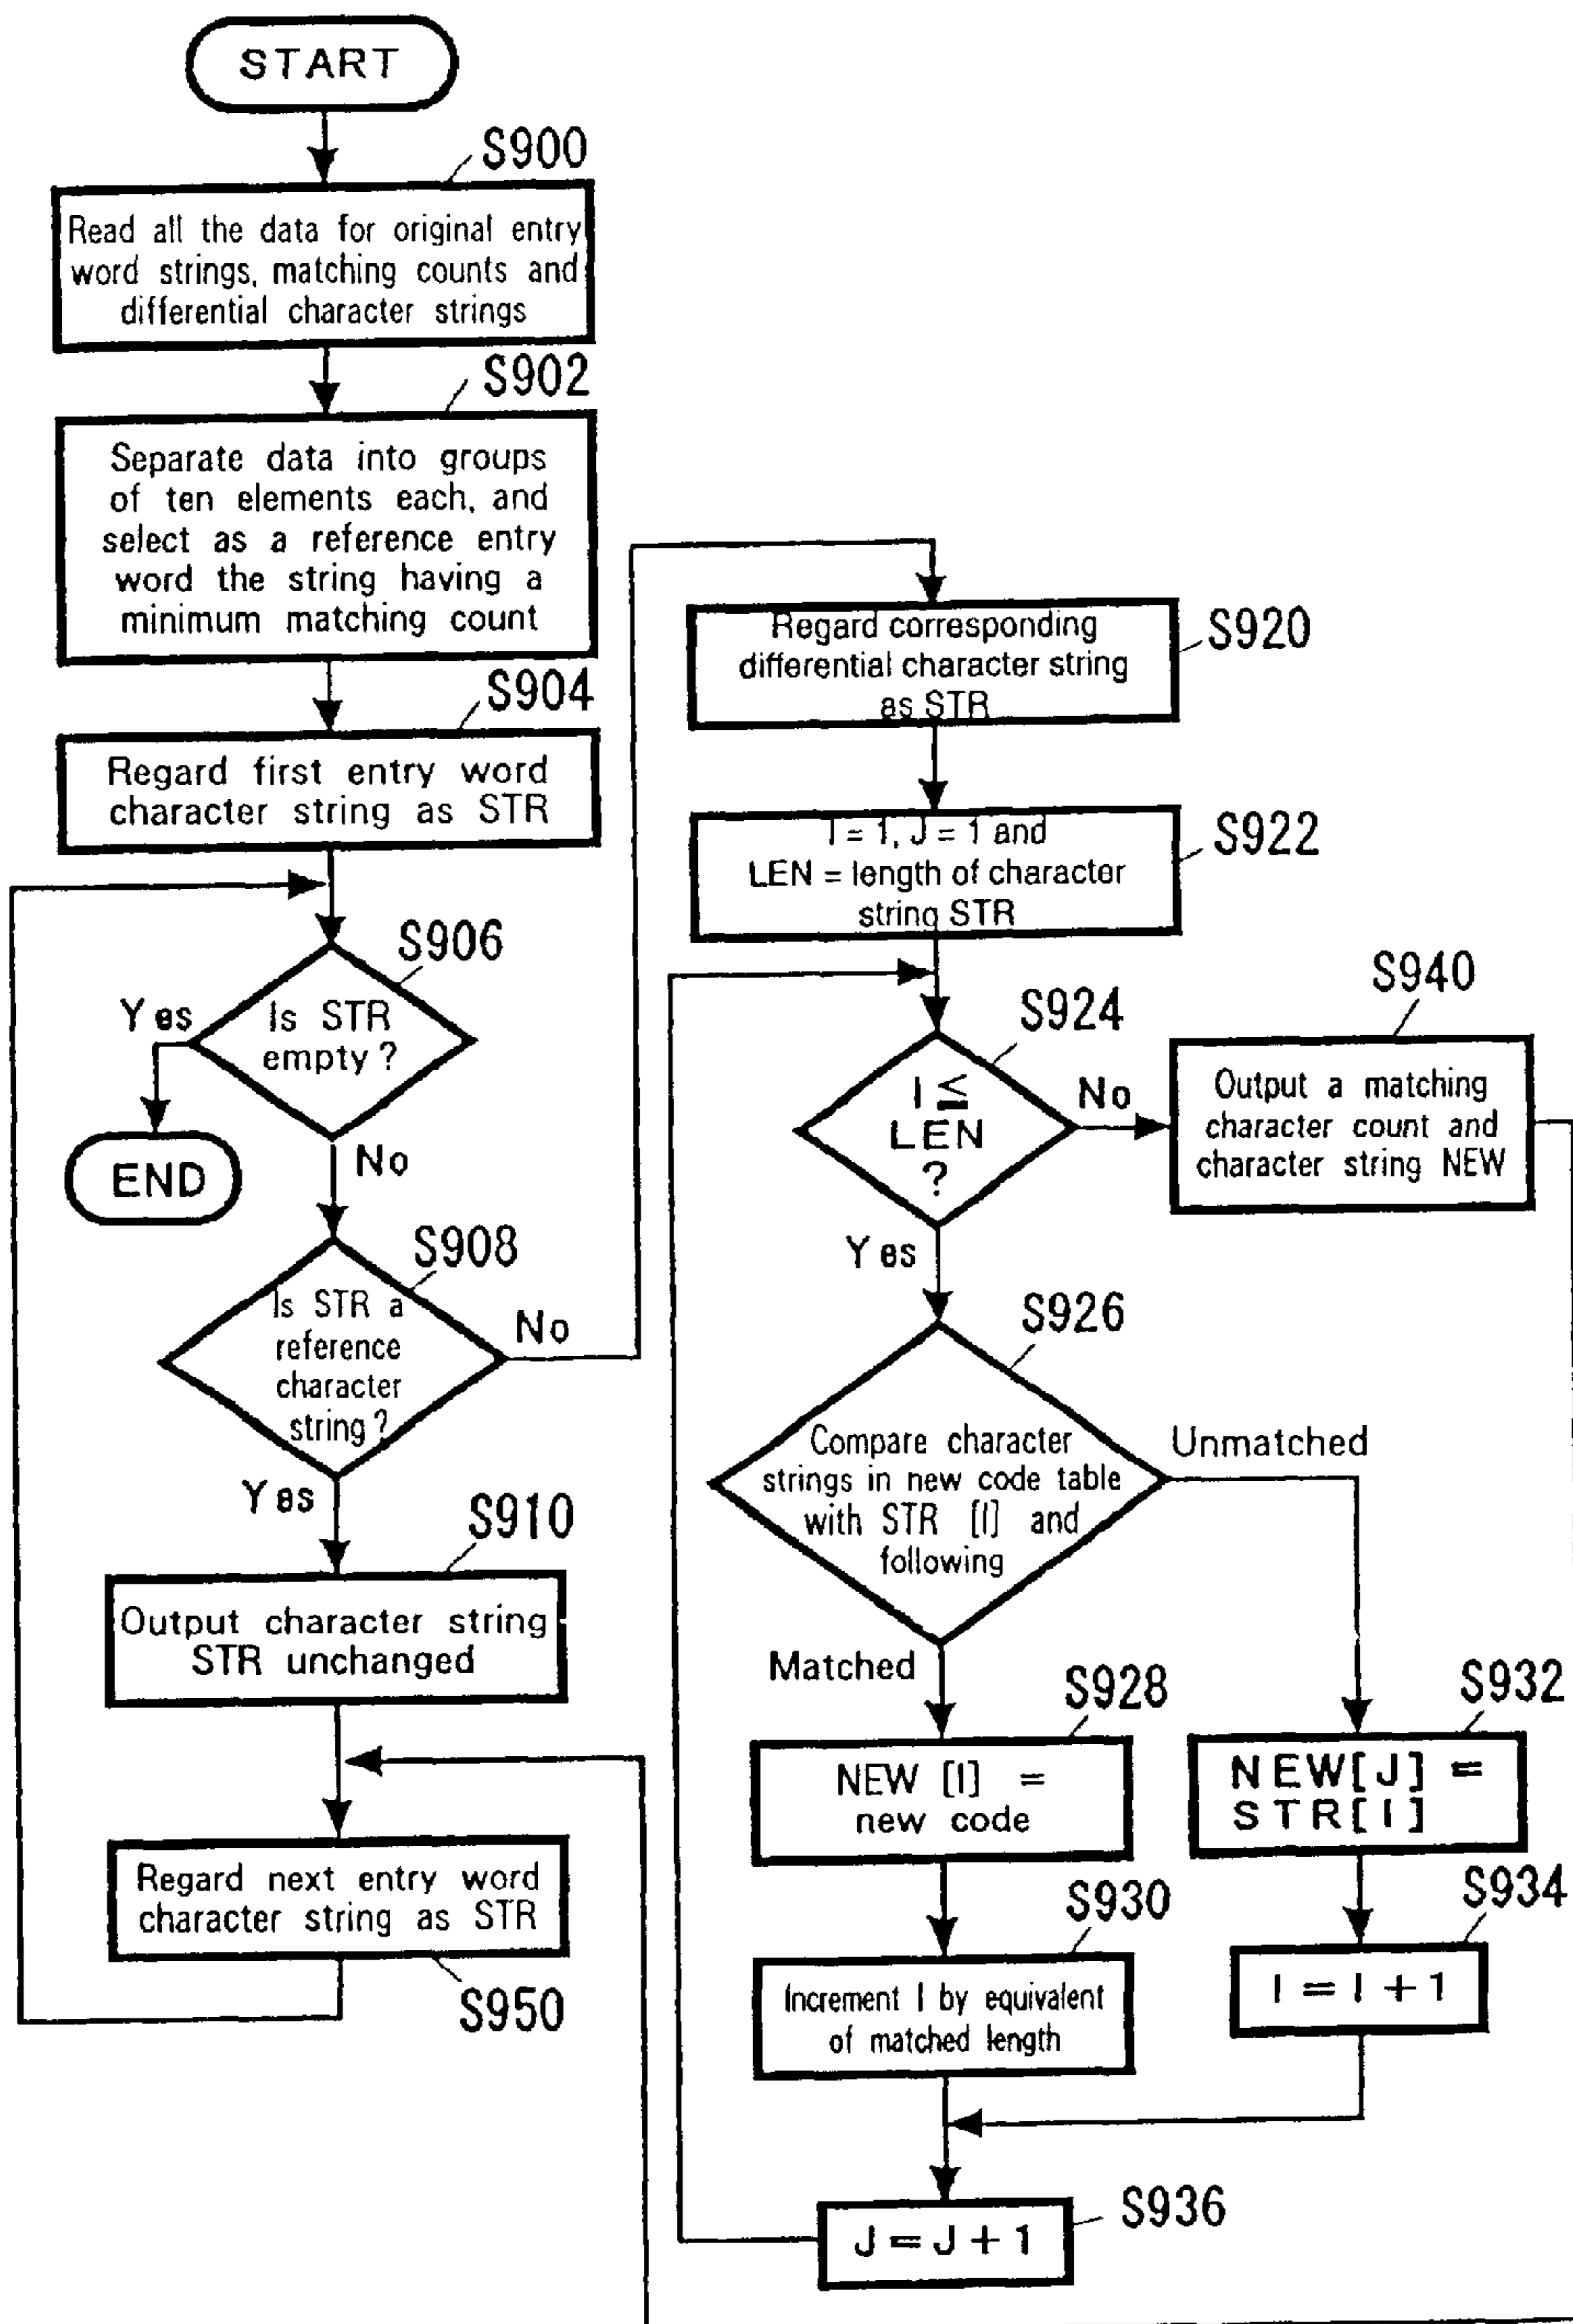 START
S900
Read all the data for original entry
word strings, matching counts and
differential character strings
S902
Separate data into groups
of ten elements each, and
select as a reference entry
word the string having a
minimum matching count
S904
Regard first entry word
character string as STR
S906
Is STR
empty ?
Yes
END
No
S908
Is STR a
reference
character
string ?
No
Yes
S910
Output character string
STR unchanged
Regard next entry word
character string as STR
S950
Regard corresponding
differential character string
as STR
S920
I = 1, J = 1 and
LEN = length of character
string STR
S922
S924
I ≦
LEN
?
No
Yes
S940
Output a matching
character count and
character string NEW
S926
Compare character
strings in new code table
with STR [I] and
following
Unmatched
Matched
S928
NEW [I] =
new code
S930
Increment I by equivalent
of matched length
S932
NEW[J] =
STR[I]
S934
I = I + 1
J = J + 1
S936